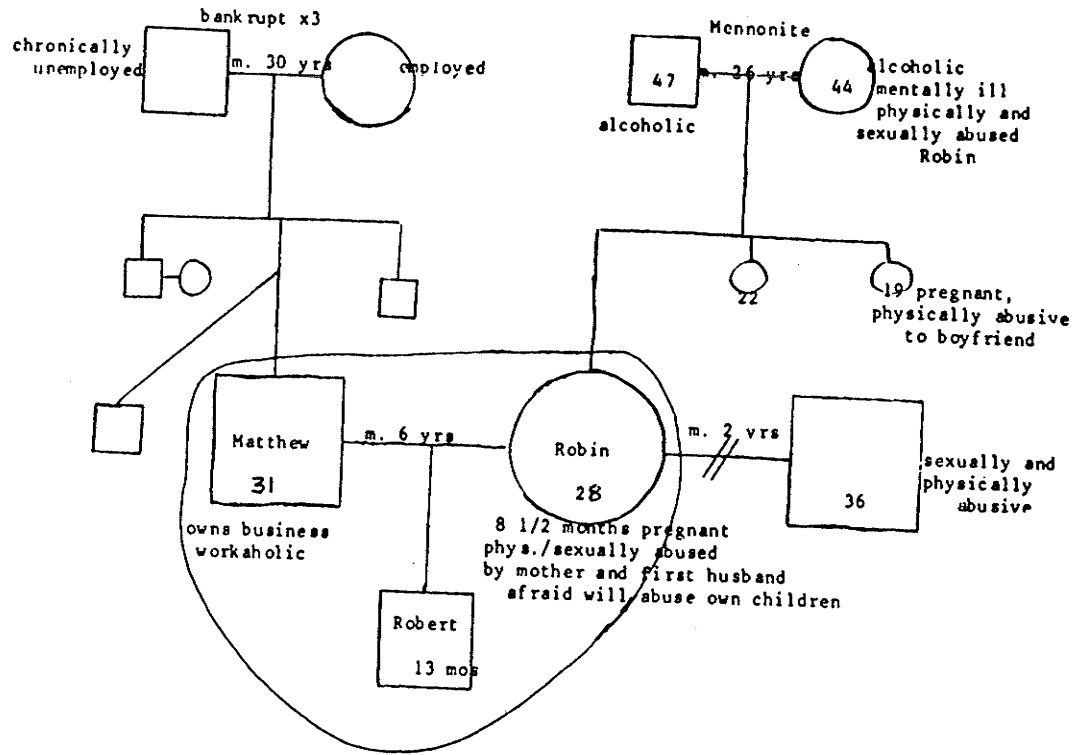 bankrupt x3
chronically
unemployed
m. 30 yrs
employed
Mennonite
47
m. 26 yrs
44
alcoholic
alcoholic
mentally ill
physically and
sexually abused
Robin
22
19 pregnant,
physically abusive
to boyfriend
Matthew
31
owns business
workaholic
m. 6 yrs
Robin
28
8 1/2 months pregnant
phys./sexually abused
by mother and first husband
afraid will abuse own children
m. 2 yrs
36
sexually and
physically
abusive
Robert
13 mos